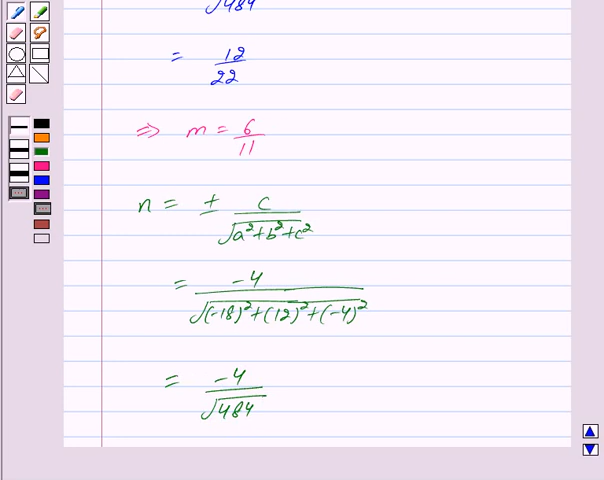 √484
= 12/22
⇒ m = 6/11
n = ± c/√a²+b²+c²
= -4/√(-18)²+(12)²+(-4)²
= -4/√484